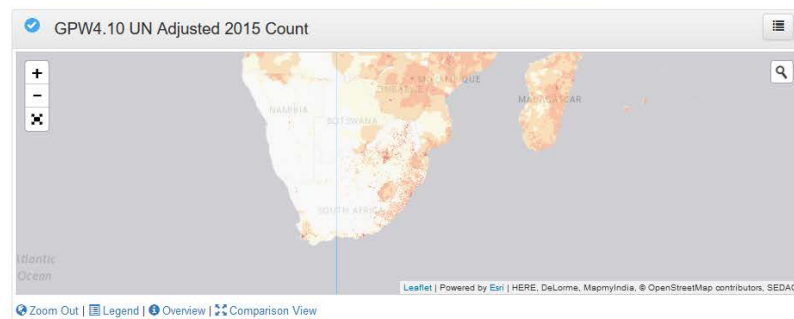 GPW4.10 UN Adjusted 2015 Count
+
−
NAMIBIA
BOTSWANA
MADAGASCAR
SOUTH AFRICA
Atlantic
Ocean
Leaflet | Powered by Esri | HERE, DeLorme, MapmyIndia, © OpenStreetMap contributors, SEDAC
Zoom Out | Legend | Overview | Comparison View